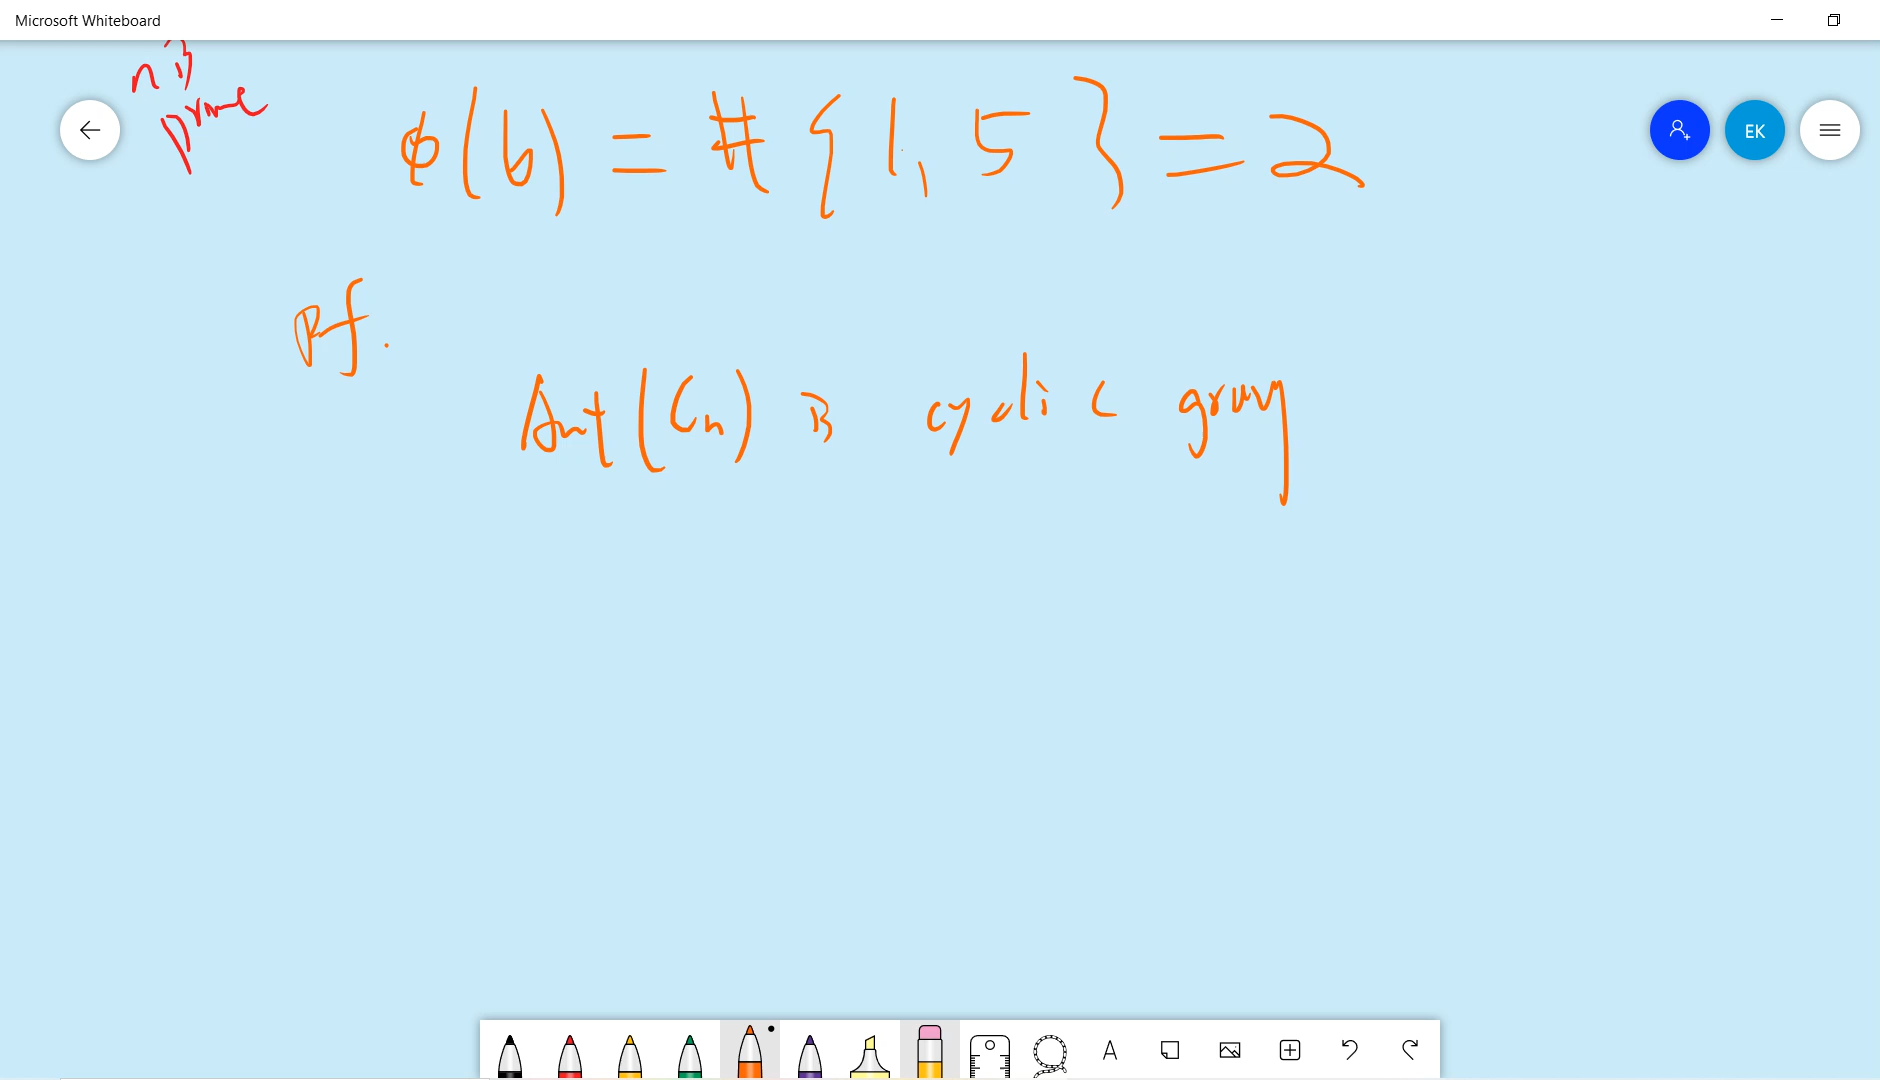 Microsoft Whiteboard
n is
prime
φ(6) = # {1, 5} = 2
EK
Pf.
Aut(Cn) is cyclic group
A